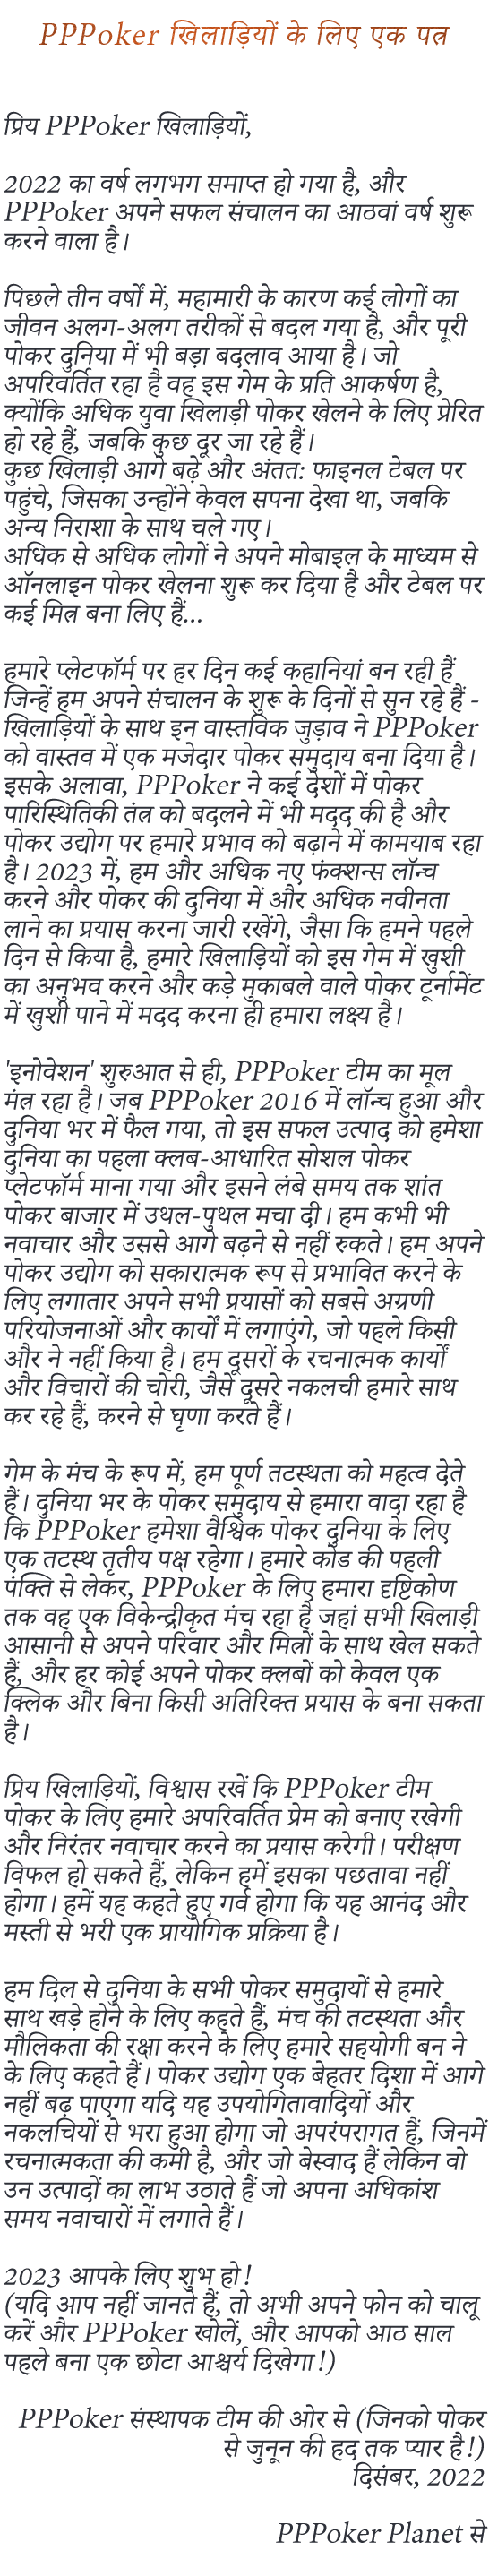 PPPoker खिलाड़ियों के लिए एक पत्र
प्रिय PPPoker खिलाड़ियों,
2022 का वर्ष लगभग समाप्त हो गया है, और
PPPoker अपने सफल संचालन का आठवां वर्ष शुरू
करने वाला है।
पिछले तीन वर्षों में, महामारी के कारण कई लोगों का
जीवन अलग-अलग तरीकों से बदल गया है, और पूरी
पोकर दुनिया में भी बड़ा बदलाव आया है। जो
अपरिवर्तित रहा है वह इस गेम के प्रति आकर्षण है,
क्योंकि अधिक युवा खिलाड़ी पोकर खेलने के लिए प्रेरित
हो रहे हैं, जबकि कुछ दूर जा रहे हैं।
कुछ खिलाड़ी आगे बढ़े और अंतत: फाइनल टेबल पर
पहुंचे, जिसका उन्होंने केवल सपना देखा था, जबकि
अन्य निराशा के साथ चले गए।
अधिक से अधिक लोगों ने अपने मोबाइल के माध्यम से
ऑनलाइन पोकर खेलना शुरू कर दिया है और टेबल पर
कई मित्र बना लिए हैं...
हमारे प्लेटफॉर्म पर हर दिन कई कहानियां बन रही हैं
जिन्हें हम अपने संचालन के शुरू के दिनों से सुन रहे हैं -
खिलाड़ियों के साथ इन वास्तविक जुड़ाव ने PPPoker
को वास्तव में एक मजेदार पोकर समुदाय बना दिया है।
इसके अलावा, PPPoker ने कई देशों में पोकर
पारिस्थितिकी तंत्र को बदलने में भी मदद की है और
पोकर उद्योग पर हमारे प्रभाव को बढ़ाने में कामयाब रहा
है। 2023 में, हम और अधिक नए फंक्शन्स लॉन्च
करने और पोकर की दुनिया में और अधिक नवीनता
लाने का प्रयास करना जारी रखेंगे, जैसा कि हमने पहले
दिन से किया है, हमारे खिलाड़ियों को इस गेम में खुशी
का अनुभव करने और कड़े मुकाबले वाले पोकर टूर्नामेंट
में खुशी पाने में मदद करना ही हमारा लक्ष्य है।
'इनोवेशन' शुरुआत से ही, PPPoker टीम का मूल
मंत्र रहा है। जब PPPoker 2016 में लॉन्च हुआ और
दुनिया भर में फैल गया, तो इस सफल उत्पाद को हमेशा
दुनिया का पहला क्लब-आधारित सोशल पोकर
प्लेटफॉर्म माना गया और इसने लंबे समय तक शांत
पोकर बाजार में उथल-पुथल मचा दी। हम कभी भी
नवाचार और उससे आगे बढ़ने से नहीं रुकते। हम अपने
पोकर उद्योग को सकारात्मक रूप से प्रभावित करने के
लिए लगातार अपने सभी प्रयासों को सबसे अग्रणी
परियोजनाओं और कार्यों में लगाएंगे, जो पहले किसी
और ने नहीं किया है। हम दूसरों के रचनात्मक कार्यों
और विचारों की चोरी, जैसे दूसरे नकलची हमारे साथ
कर रहे हैं, करने से घृणा करते हैं।
गेम के मंच के रूप में, हम पूर्ण तटस्थता को महत्व देते
हैं। दुनिया भर के पोकर समुदाय से हमारा वादा रहा है
कि PPPoker हमेशा वैश्विक पोकर दुनिया के लिए
एक तटस्थ तृतीय पक्ष रहेगा। हमारे कोड की पहली
पंक्ति से लेकर, PPPoker के लिए हमारा दृष्टिकोण
तक वह एक विकेन्द्रीकृत मंच रहा है जहां सभी खिलाड़ी
आसानी से अपने परिवार और मित्रों के साथ खेल सकते
हैं, और हर कोई अपने पोकर क्लबों को केवल एक
क्लिक और बिना किसी अतिरिक्त प्रयास के बना सकता
है।
प्रिय खिलाड़ियों, विश्वास रखें कि PPPoker टीम
पोकर के लिए हमारे अपरिवर्तित प्रेम को बनाए रखेगी
और निरंतर नवाचार करने का प्रयास करेगी। परीक्षण
विफल हो सकते हैं, लेकिन हमें इसका पछतावा नहीं
होगा। हमें यह कहते हुए गर्व होगा कि यह आनंद और
मस्ती से भरी एक प्रायोगिक प्रक्रिया है।
हम दिल से दुनिया के सभी पोकर समुदायों से हमारे
साथ खड़े होने के लिए कहते हैं, मंच की तटस्थता और
मौलिकता की रक्षा करने के लिए हमारे सहयोगी बन ने
के लिए कहते हैं। पोकर उद्योग एक बेहतर दिशा में आगे
नहीं बढ़ पाएगा यदि यह उपयोगितावादियों और
नकलचियों से भरा हुआ होगा जो अपरंपरागत हैं, जिनमें
रचनात्मकता की कमी है, और जो बेस्वाद हैं लेकिन वो
उन उत्पादों का लाभ उठाते हैं जो अपना अधिकांश
समय नवाचारों में लगाते हैं।
2023 आपके लिए शुभ हो!
(यदि आप नहीं जानते हैं, तो अभी अपने फोन को चालू
करें और PPPoker खोलें, और आपको आठ साल
पहले बना एक छोटा आश्चर्य दिखेगा!)
PPPoker संस्थापक टीम की ओर से (जिनको पोकर
से जुनून की हद तक प्यार है!)
दिसंबर, 2022
PPPoker Planet से